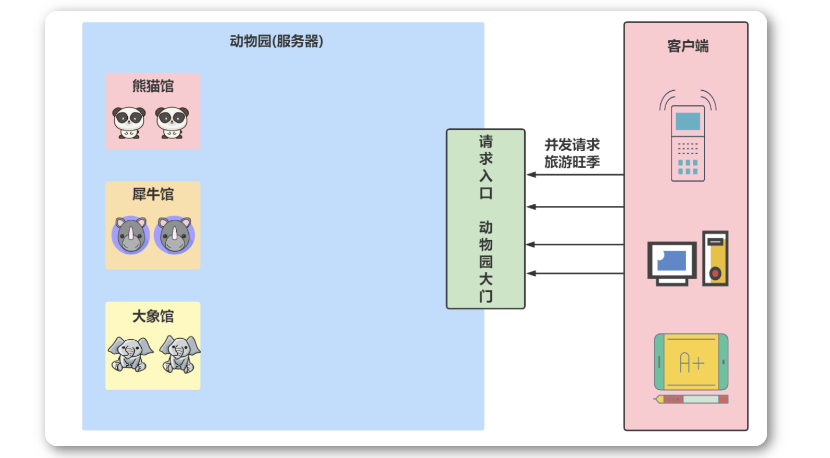 动物园(服务器)
熊猫馆
犀牛馆
大象馆
请求入口 动物园大门
并发请求
旅游旺季
客户端
A+